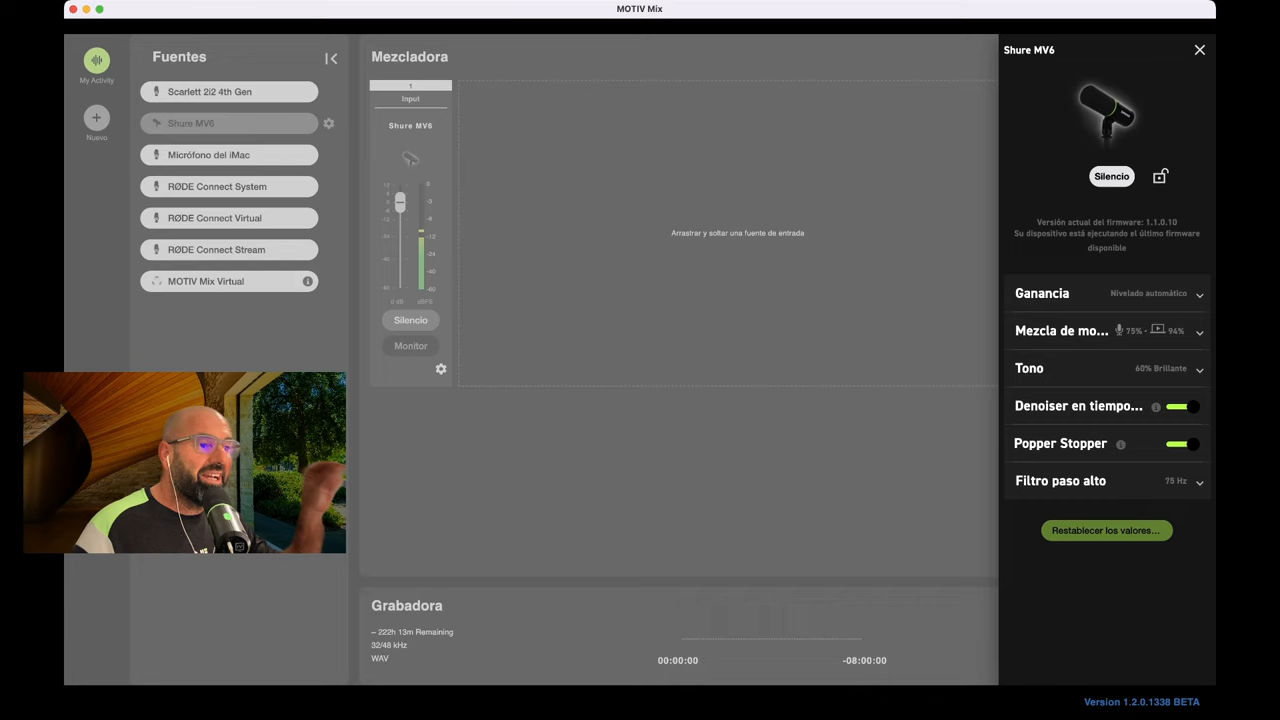 MOTIV Mix
My Activity
Nuevo
Fuentes
Scarlett 2i2 4th Gen
Shure MV6
Micrófono del iMac
RØDE Connect System
RØDE Connect Virtual
RØDE Connect Stream
MOTIV Mix Virtual
Mezcladora
1
Input
Shure MV6
0 dB
dBFS
Silencio
Monitor
Arrastrar y soltar una fuente de entrada
Grabadora
– 222h 13m Remaining
32/48 kHz
WAV
00:00:00
-08:00:00
Shure MV6
Silencio
Versión actual del firmware: 1.1.0.10
Su dispositivo está ejecutando el último firmware
disponible
Ganancia Nivelado automático
Mezcla de mo... 75% • 94%
Tono 60% Brillante
Denoiser en tiempo...
Popper Stopper
Filtro paso alto 75 Hz
Restablecer los valores...
Version 1.2.0.1338 BETA